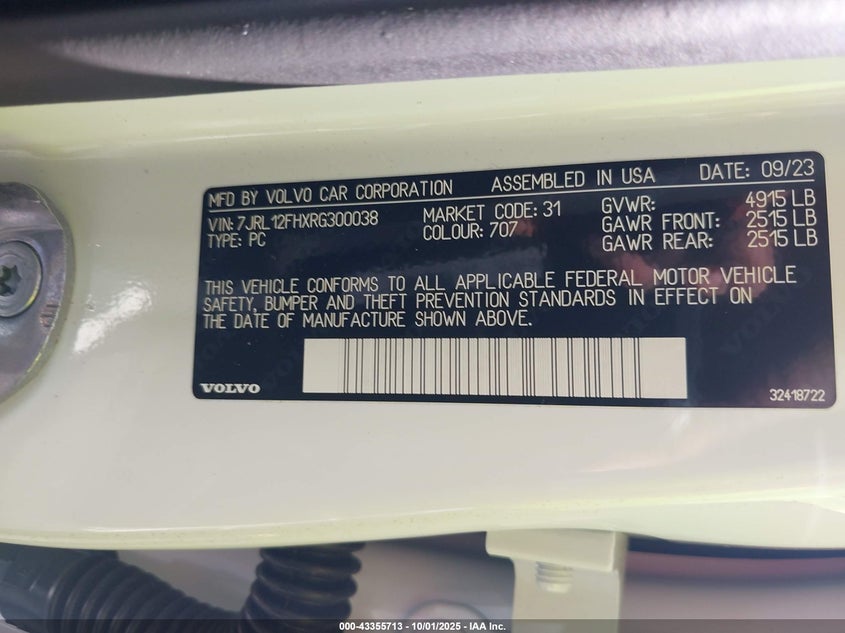 MFD BY VOLVO CAR CORPORATION ASSEMBLED IN USA DATE: 09/23
VIN: 7JRL12FHXRG300038 MARKET CODE: 31 GVWR: 4915 LB
TYPE: PC COLOUR: 707 GAWR FRONT: 2515 LB
GAWR REAR: 2515 LB
THIS VEHICLE CONFORMS TO ALL APPLICABLE FEDERAL MOTOR VEHICLE
SAFETY, BUMPER AND THEFT PREVENTION STANDARDS IN EFFECT ON
THE DATE OF MANUFACTURE SHOWN ABOVE.
VOLVO 32418722
000-43355713 - 10/01/2025 - IAA Inc.